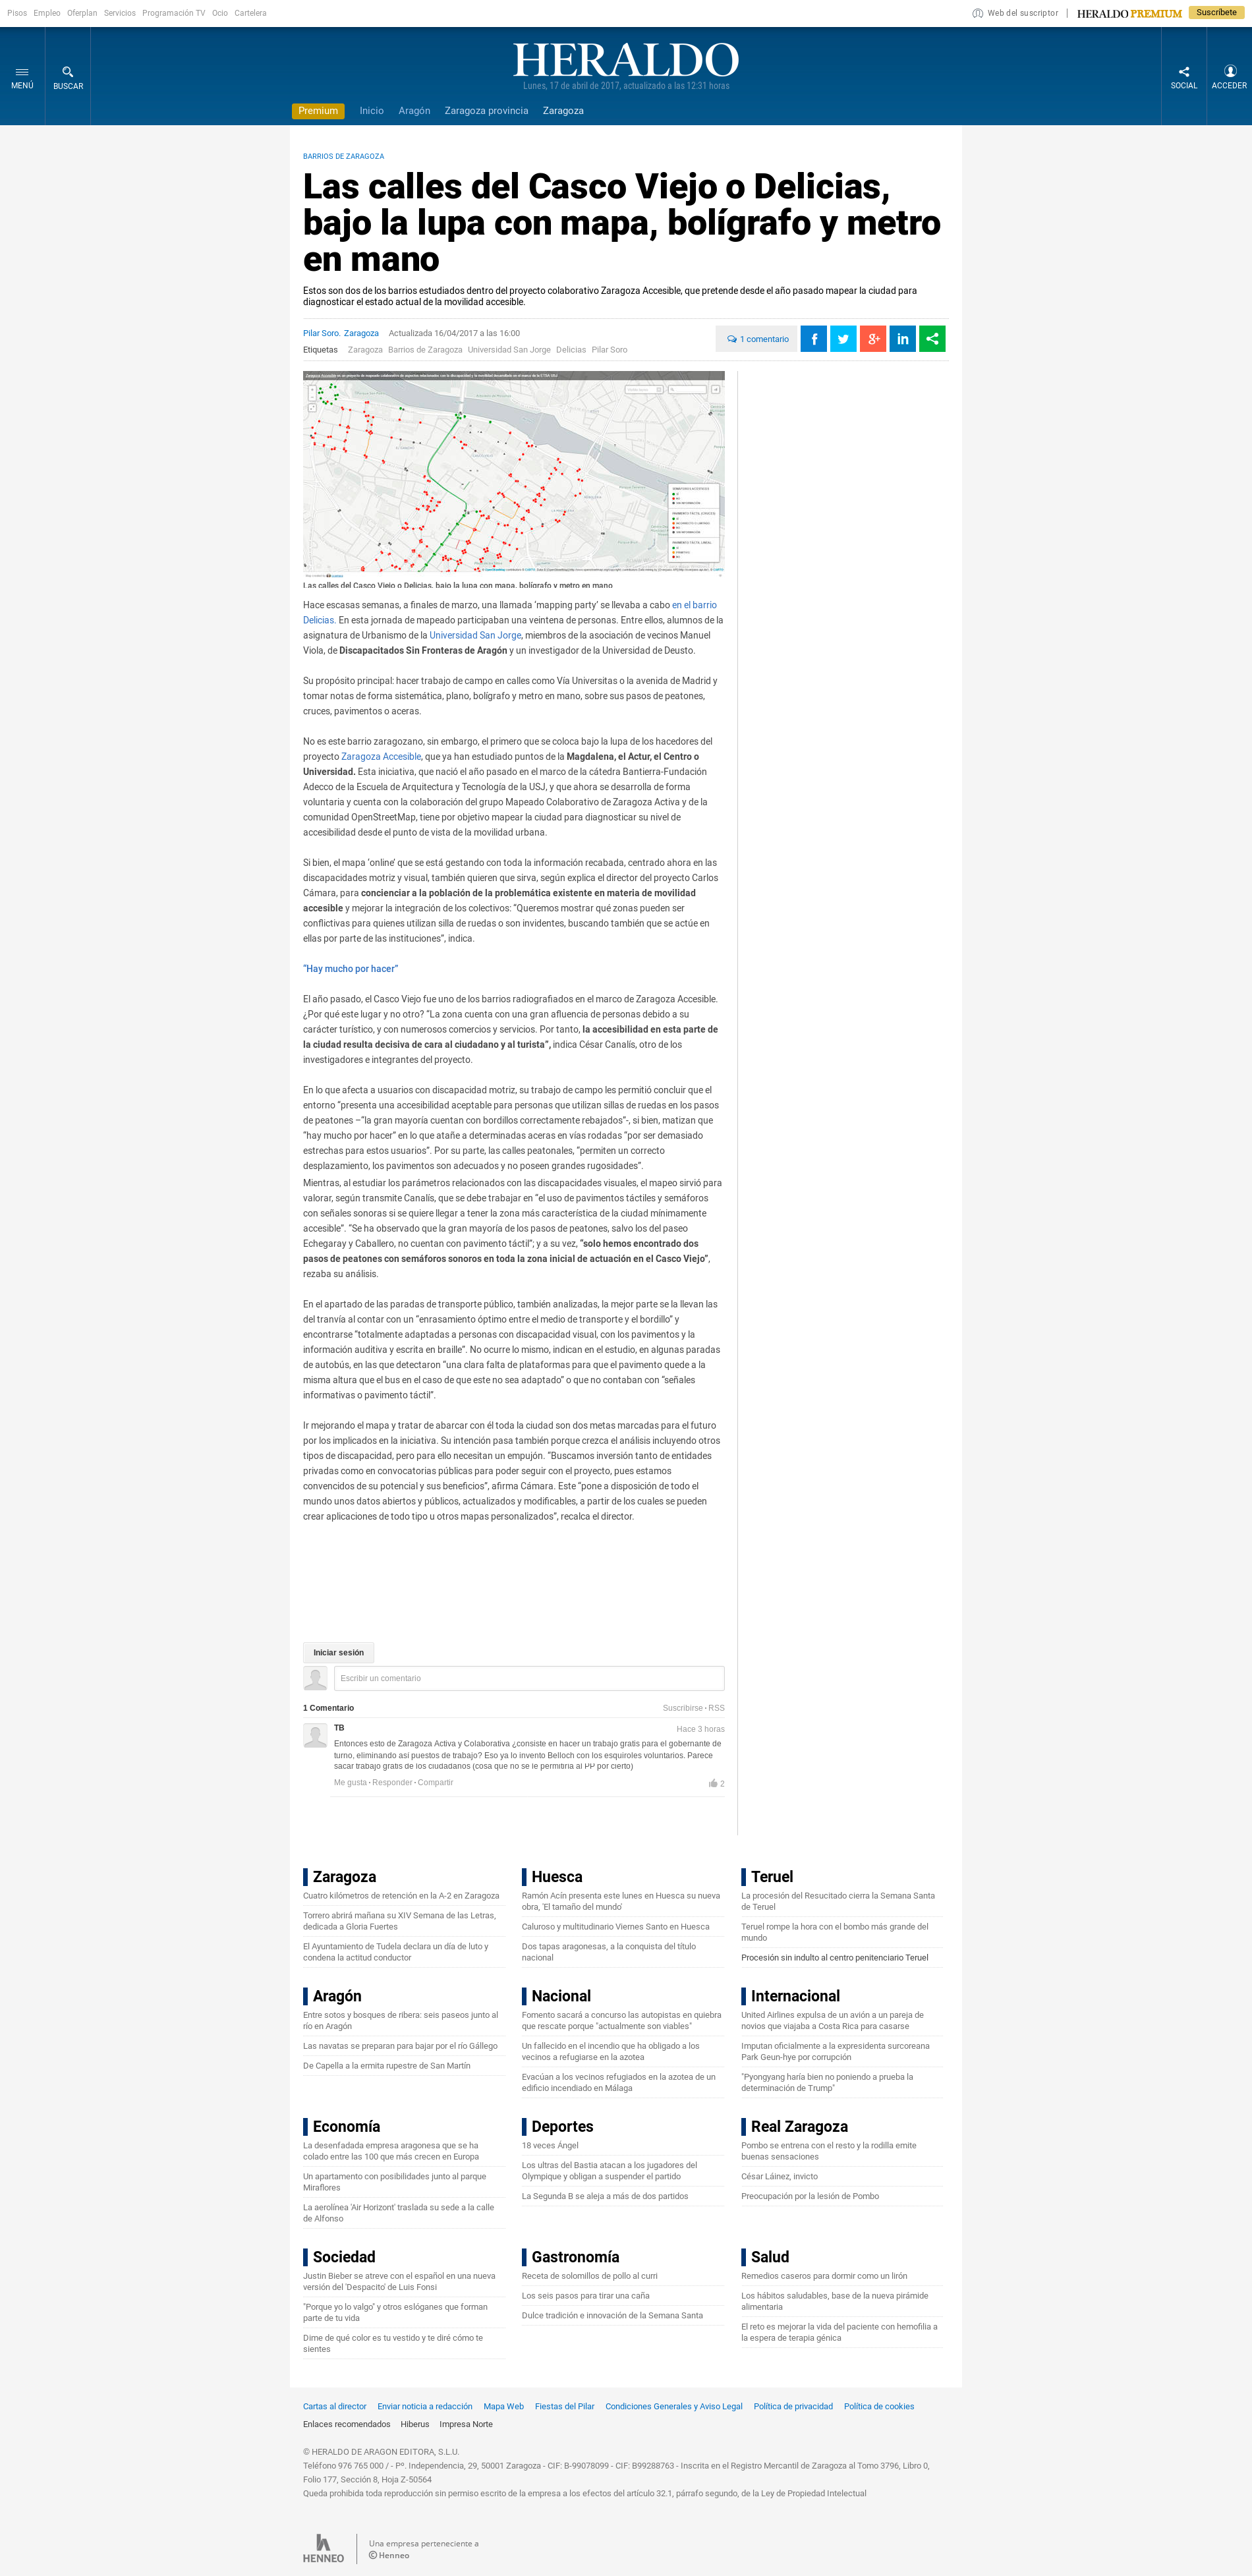 Pisos Empleo Oferplan Servicios Programación TV Ocio Cartelera
Web del suscriptor | HERALDO PREMIUM Suscríbete
MENÚ
BUSCAR
HERALDO
Lunes, 17 de abril de 2017, actualizado a las 12:31 horas
SOCIAL
ACCEDER
Premium Inicio Aragón Zaragoza provincia Zaragoza
BARRIOS DE ZARAGOZA
Las calles del Casco Viejo o Delicias,
bajo la lupa con mapa, bolígrafo y metro
en mano
Estos son dos de los barrios estudiados dentro del proyecto colaborativo Zaragoza Accesible, que pretende desde el año pasado mapear la ciudad para
diagnosticar el estado actual de la movilidad accesible.
Pilar Soro. Zaragoza Actualizada 16/04/2017 a las 16:00
Etiquetas Zaragoza Barrios de Zaragoza Universidad San Jorge Delicias Pilar Soro
1 comentario
Las calles del Casco Viejo o Delicias, bajo la lupa con mapa, bolígrafo y metro en mano
Hace escasas semanas, a finales de marzo, una llamada ‘mapping party’ se llevaba a cabo en el barrio
Delicias. En esta jornada de mapeado participaban una veintena de personas. Entre ellos, alumnos de la
asignatura de Urbanismo de la Universidad San Jorge, miembros de la asociación de vecinos Manuel
Viola, de Discapacitados Sin Fronteras de Aragón y un investigador de la Universidad de Deusto.
Su propósito principal: hacer trabajo de campo en calles como Vía Universitas o la avenida de Madrid y
tomar notas de forma sistemática, plano, bolígrafo y metro en mano, sobre sus pasos de peatones,
cruces, pavimentos o aceras.
No es este barrio zaragozano, sin embargo, el primero que se coloca bajo la lupa de los hacedores del
proyecto Zaragoza Accesible, que ya han estudiado puntos de la Magdalena, el Actur, el Centro o
Universidad. Esta iniciativa, que nació el año pasado en el marco de la cátedra Bantierra-Fundación
Adecco de la Escuela de Arquitectura y Tecnología de la USJ, y que ahora se desarrolla de forma
voluntaria y cuenta con la colaboración del grupo Mapeado Colaborativo de Zaragoza Activa y de la
comunidad OpenStreetMap, tiene por objetivo mapear la ciudad para diagnosticar su nivel de
accesibilidad desde el punto de vista de la movilidad urbana.
Si bien, el mapa ‘online’ que se está gestando con toda la información recabada, centrado ahora en las
discapacidades motriz y visual, también quieren que sirva, según explica el director del proyecto Carlos
Cámara, para concienciar a la población de la problemática existente en materia de movilidad
accesible y mejorar la integración de los colectivos: “Queremos mostrar qué zonas pueden ser
conflictivas para quienes utilizan silla de ruedas o son invidentes, buscando también que se actúe en
ellas por parte de las instituciones”, indica.
“Hay mucho por hacer”
El año pasado, el Casco Viejo fue uno de los barrios radiografiados en el marco de Zaragoza Accesible.
¿Por qué este lugar y no otro? “La zona cuenta con una gran afluencia de personas debido a su
carácter turístico, y con numerosos comercios y servicios. Por tanto, la accesibilidad en esta parte de
la ciudad resulta decisiva de cara al ciudadano y al turista”, indica César Canalís, otro de los
investigadores e integrantes del proyecto.
En lo que afecta a usuarios con discapacidad motriz, su trabajo de campo les permitió concluir que el
entorno “presenta una accesibilidad aceptable para personas que utilizan sillas de ruedas en los pasos
de peatones –“la gran mayoría cuentan con bordillos correctamente rebajados”-, si bien, matizan que
“hay mucho por hacer” en lo que atañe a determinadas aceras en vías rodadas “por ser demasiado
estrechas para estos usuarios”. Por su parte, las calles peatonales, “permiten un correcto
desplazamiento, los pavimentos son adecuados y no poseen grandes rugosidades”.
Mientras, al estudiar los parámetros relacionados con las discapacidades visuales, el mapeo sirvió para
valorar, según transmite Canalís, que se debe trabajar en “el uso de pavimentos táctiles y semáforos
con señales sonoras si se quiere llegar a tener la zona más característica de la ciudad mínimamente
accesible”. “Se ha observado que la gran mayoría de los pasos de peatones, salvo los del paseo
Echegaray y Caballero, no cuentan con pavimento táctil”; y a su vez, “solo hemos encontrado dos
pasos de peatones con semáforos sonoros en toda la zona inicial de actuación en el Casco Viejo”,
rezaba su análisis.
En el apartado de las paradas de transporte público, también analizadas, la mejor parte se la llevan las
del tranvía al contar con un “enrasamiento óptimo entre el medio de transporte y el bordillo” y
encontrarse “totalmente adaptadas a personas con discapacidad visual, con los pavimentos y la
información auditiva y escrita en braille”. No ocurre lo mismo, indican en el estudio, en algunas paradas
de autobús, en las que detectaron “una clara falta de plataformas para que el pavimento quede a la
misma altura que el bus en el caso de que este no sea adaptado” o que no contaban con “señales
informativas o pavimento táctil”.
Ir mejorando el mapa y tratar de abarcar con él toda la ciudad son dos metas marcadas para el futuro
por los implicados en la iniciativa. Su intención pasa también porque crezca el análisis incluyendo otros
tipos de discapacidad, pero para ello necesitan un empujón. “Buscamos inversión tanto de entidades
privadas como en convocatorias públicas para poder seguir con el proyecto, pues estamos
convencidos de su potencial y sus beneficios”, afirma Cámara. Este “pone a disposición de todo el
mundo unos datos abiertos y públicos, actualizados y modificables, a partir de los cuales se pueden
crear aplicaciones de todo tipo u otros mapas personalizados”, recalca el director.
Iniciar sesión
Escribir un comentario
1 Comentario Suscribirse · RSS
TB Hace 3 horas
Entonces esto de Zaragoza Activa y Colaborativa ¿consiste en hacer un trabajo gratis para el gobernante de
turno, eliminando así puestos de trabajo? Eso ya lo invento Belloch con los esquiroles voluntarios. Parece
sacar trabajo gratis de los ciudadanos (cosa que no se le permitiría al PP por cierto)
Me gusta · Responder · Compartir 2
Zaragoza
Cuatro kilómetros de retención en la A-2 en Zaragoza
Torrero abrirá mañana su XIV Semana de las Letras,
dedicada a Gloria Fuertes
El Ayuntamiento de Tudela declara un día de luto y
condena la actitud conductor
Huesca
Ramón Acín presenta este lunes en Huesca su nueva
obra, 'El tamaño del mundo'
Caluroso y multitudinario Viernes Santo en Huesca
Dos tapas aragonesas, a la conquista del título
nacional
Teruel
La procesión del Resucitado cierra la Semana Santa
de Teruel
Teruel rompe la hora con el bombo más grande del
mundo
Procesión sin indulto al centro penitenciario Teruel
Aragón
Entre sotos y bosques de ribera: seis paseos junto al
río en Aragón
Las navatas se preparan para bajar por el río Gállego
De Capella a la ermita rupestre de San Martín
Nacional
Fomento sacará a concurso las autopistas en quiebra
que rescate porque "actualmente son viables"
Un fallecido en el incendio que ha obligado a los
vecinos a refugiarse en la azotea
Evacúan a los vecinos refugiados en la azotea de un
edificio incendiado en Málaga
Internacional
United Airlines expulsa de un avión a un pareja de
novios que viajaba a Costa Rica para casarse
Imputan oficialmente a la expresidenta surcoreana
Park Geun-hye por corrupción
"Pyongyang haría bien no poniendo a prueba la
determinación de Trump"
Economía
La desenfadada empresa aragonesa que se ha
colado entre las 100 que más crecen en Europa
Un apartamento con posibilidades junto al parque
Miraflores
La aerolínea 'Air Horizont' traslada su sede a la calle
de Alfonso
Deportes
18 veces Ángel
Los ultras del Bastia atacan a los jugadores del
Olympique y obligan a suspender el partido
La Segunda B se aleja a más de dos partidos
Real Zaragoza
Pombo se entrena con el resto y la rodilla emite
buenas sensaciones
César Láinez, invicto
Preocupación por la lesión de Pombo
Sociedad
Justin Bieber se atreve con el español en una nueva
versión del 'Despacito' de Luis Fonsi
"Porque yo lo valgo" y otros eslóganes que forman
parte de tu vida
Dime de qué color es tu vestido y te diré cómo te
sientes
Gastronomía
Receta de solomillos de pollo al curri
Los seis pasos para tirar una caña
Dulce tradición e innovación de la Semana Santa
Salud
Remedios caseros para dormir como un lirón
Los hábitos saludables, base de la nueva pirámide
alimentaria
El reto es mejorar la vida del paciente con hemofilia a
la espera de terapia génica
Cartas al director Enviar noticia a redacción Mapa Web Fiestas del Pilar Condiciones Generales y Aviso Legal Política de privacidad Política de cookies
Enlaces recomendados Hiberus Impresa Norte
© HERALDO DE ARAGON EDITORA, S.L.U.
Teléfono 976 765 000 / - Pº. Independencia, 29, 50001 Zaragoza - CIF: B-99078099 - CIF: B99288763 - Inscrita en el Registro Mercantil de Zaragoza al Tomo 3796, Libro 0,
Folio 177, Sección 8, Hoja Z-50564
Queda prohibida toda reproducción sin permiso escrito de la empresa a los efectos del artículo 32.1, párrafo segundo, de la Ley de Propiedad Intelectual
HENNEO
Una empresa perteneciente a
© Henneo